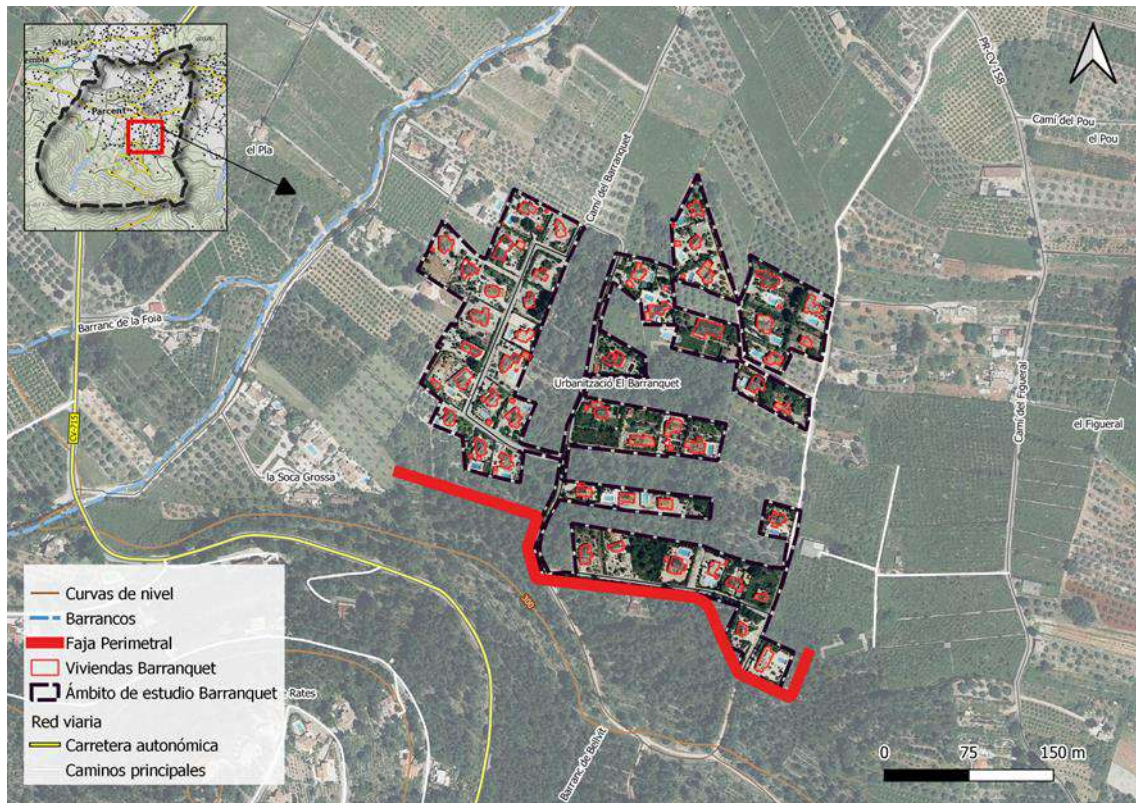 Murla
Parcent
el Pla
Camí del Barranquet
PR-CV-158
Camí del Pou
el Pou
Barranc de la Foia
Urbanització El Barranquet
Camí del Figueral
el Figueral
CV-715
la Soca Grossa
300
Barranc de Bellvit
Rates
Curvas de nivel
Barrancos
Faja Perimetral
Viviendas Barranquet
Ámbito de estudio Barranquet
Red viaria
Carretera autonómica
Caminos principales
0 75 150 m